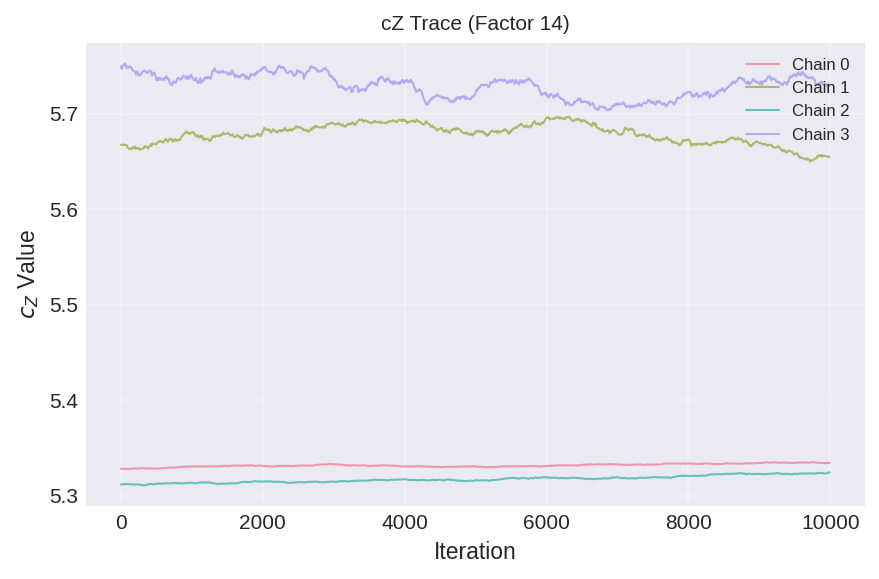 cZ Trace (Factor 14)
Chain 0
Chain 1
Chain 2
Chain 3
5.7
5.6
5.5
5.4
5.3
c_Z Value
0 2000 4000 6000 8000 10000
Iteration